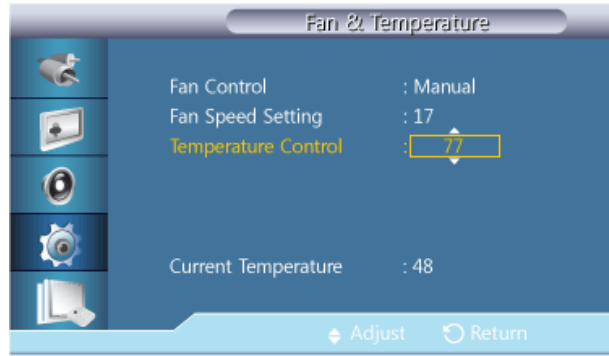 Fan & Temperature
Fan Control : Manual
Fan Speed Setting : 17
Temperature Control : 77
Current Temperature : 48
Adjust Return